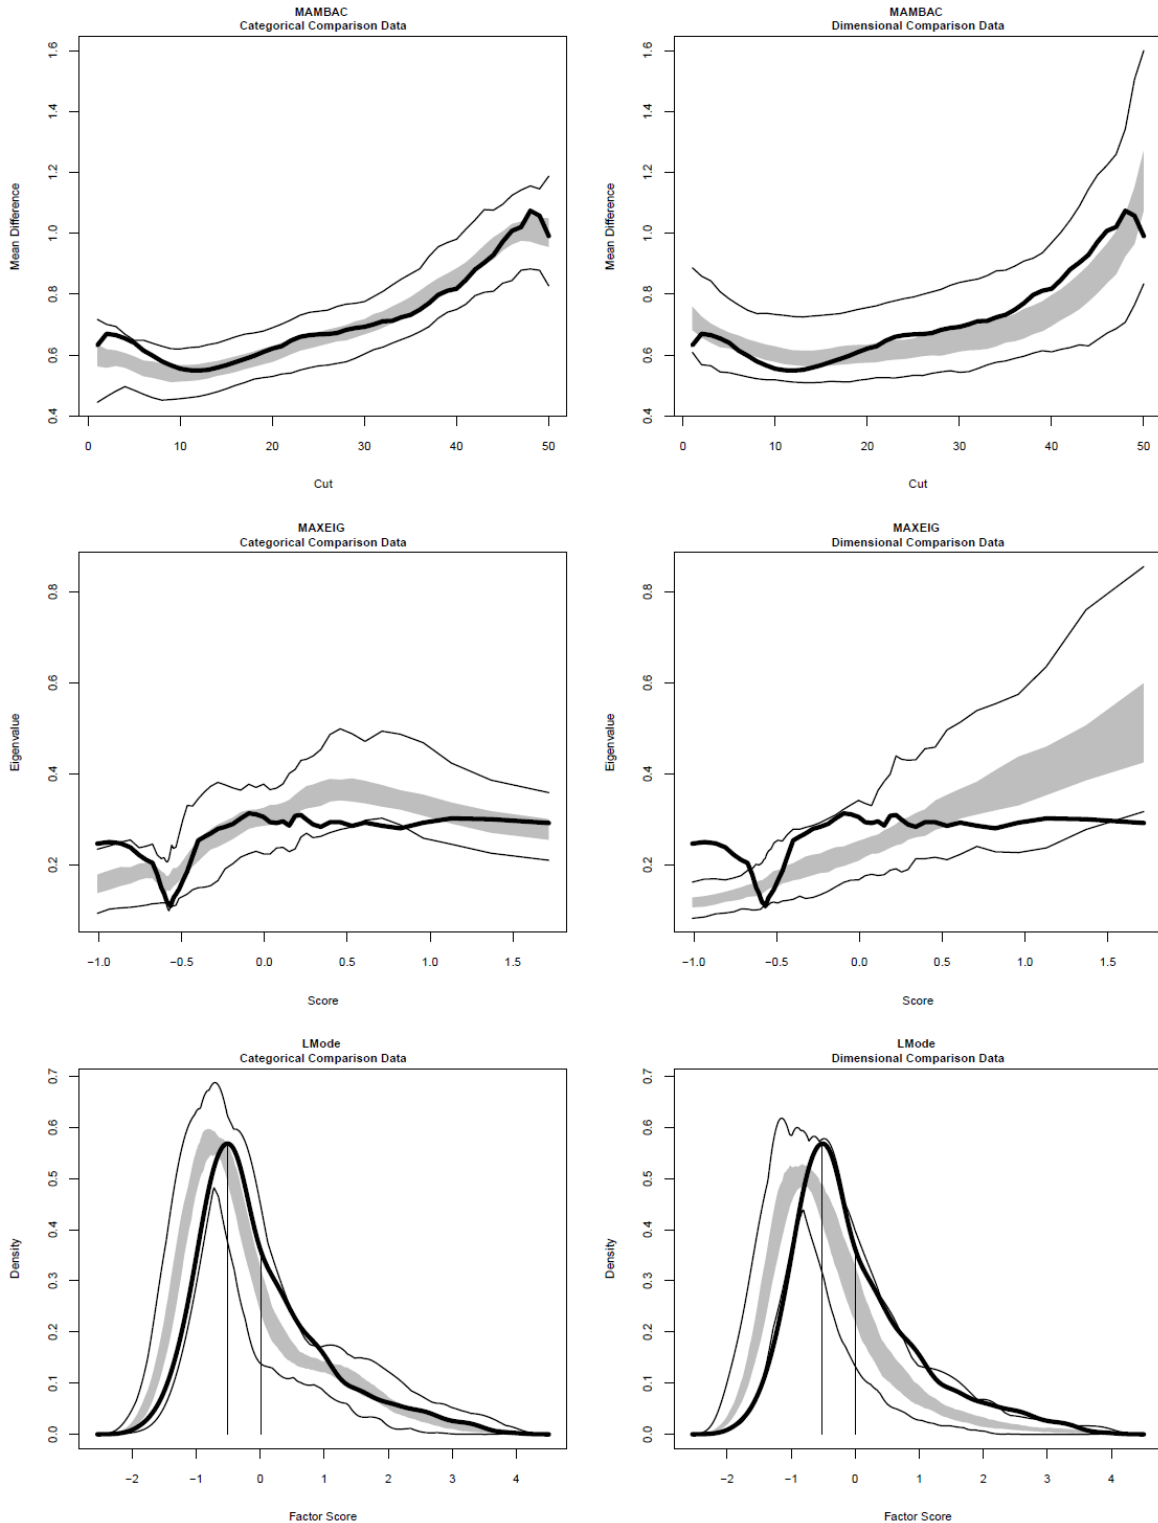 MAMBAC
Categorical Comparison Data
Mean Difference
1.6
1.4
1.2
1.0
0.8
0.6
0.4
0 10 20 30 40 50
Cut
MAMBAC
Dimensional Comparison Data
Mean Difference
1.6
1.4
1.2
1.0
0.8
0.6
0.4
0 10 20 30 40 50
Cut
MAXEIG
Categorical Comparison Data
Eigenvalue
0.8
0.6
0.4
0.2
−1.0 −0.5 0.0 0.5 1.0 1.5
Score
MAXEIG
Dimensional Comparison Data
Eigenvalue
0.8
0.6
0.4
0.2
−1.0 −0.5 0.0 0.5 1.0 1.5
Score
LMode
Categorical Comparison Data
Density
0.7
0.6
0.5
0.4
0.3
0.2
0.1
0.0
−2 −1 0 1 2 3 4
Factor Score
LMode
Dimensional Comparison Data
Density
0.7
0.6
0.5
0.4
0.3
0.2
0.1
0.0
−2 −1 0 1 2 3 4
Factor Score